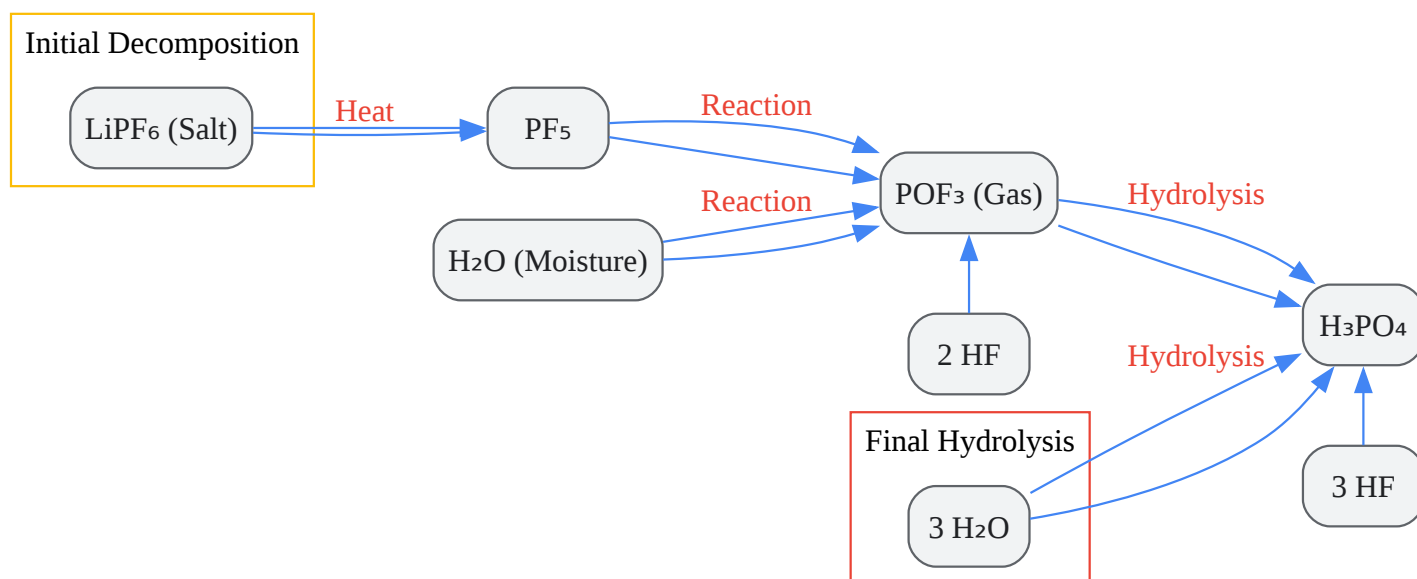 Initial Decomposition
LiPF₆ (Salt)
Heat
PF₅
Reaction
H₂O (Moisture)
Reaction
POF₃ (Gas)
2 HF
Hydrolysis
Hydrolysis
H₃PO₄
Final Hydrolysis
3 H₂O
3 HF